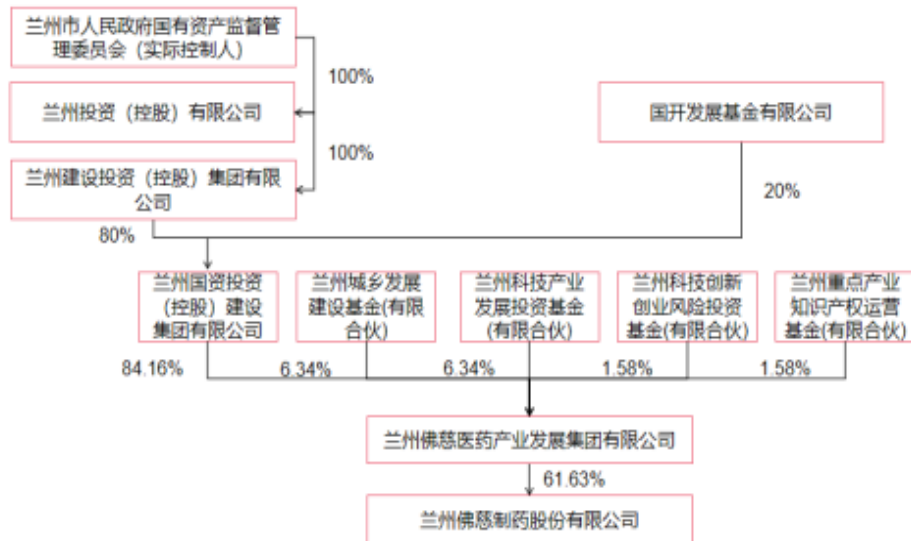 兰州市人民政府国有资产监督管
理委员会（实际控制人）
100%
兰州投资（控股）有限公司
国开发展基金有限公司
100%
兰州建设投资（控股）集团有限
公司
20%
80%
兰州国资投资
（控股）建设
集团有限公司
兰州城乡发展
建设基金(有限
合伙)
兰州科技产业
发展投资基金
(有限合伙)
兰州科技创新
创业风险投资
基金(有限合伙)
兰州重点产业
知识产权运营
基金(有限合伙)
84.16%
6.34%
6.34%
1.58%
1.58%
兰州佛慈医药产业发展集团有限公司
61.63%
兰州佛慈制药股份有限公司